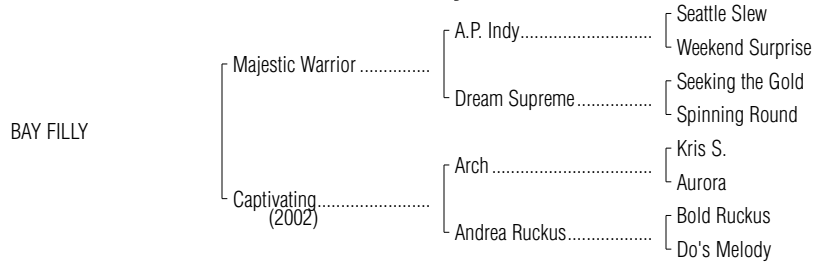 Seattle Slew
A.P. Indy..............................
Weekend Surprise
Majestic Warrior ...............
Seeking the Gold
Dream Supreme................
Spinning Round
BAY FILLY
Kris S.
Arch ..................................
Aurora
Captivating........................
(2002)
Bold Ruckus
Andrea Ruckus..................
Do's Melody